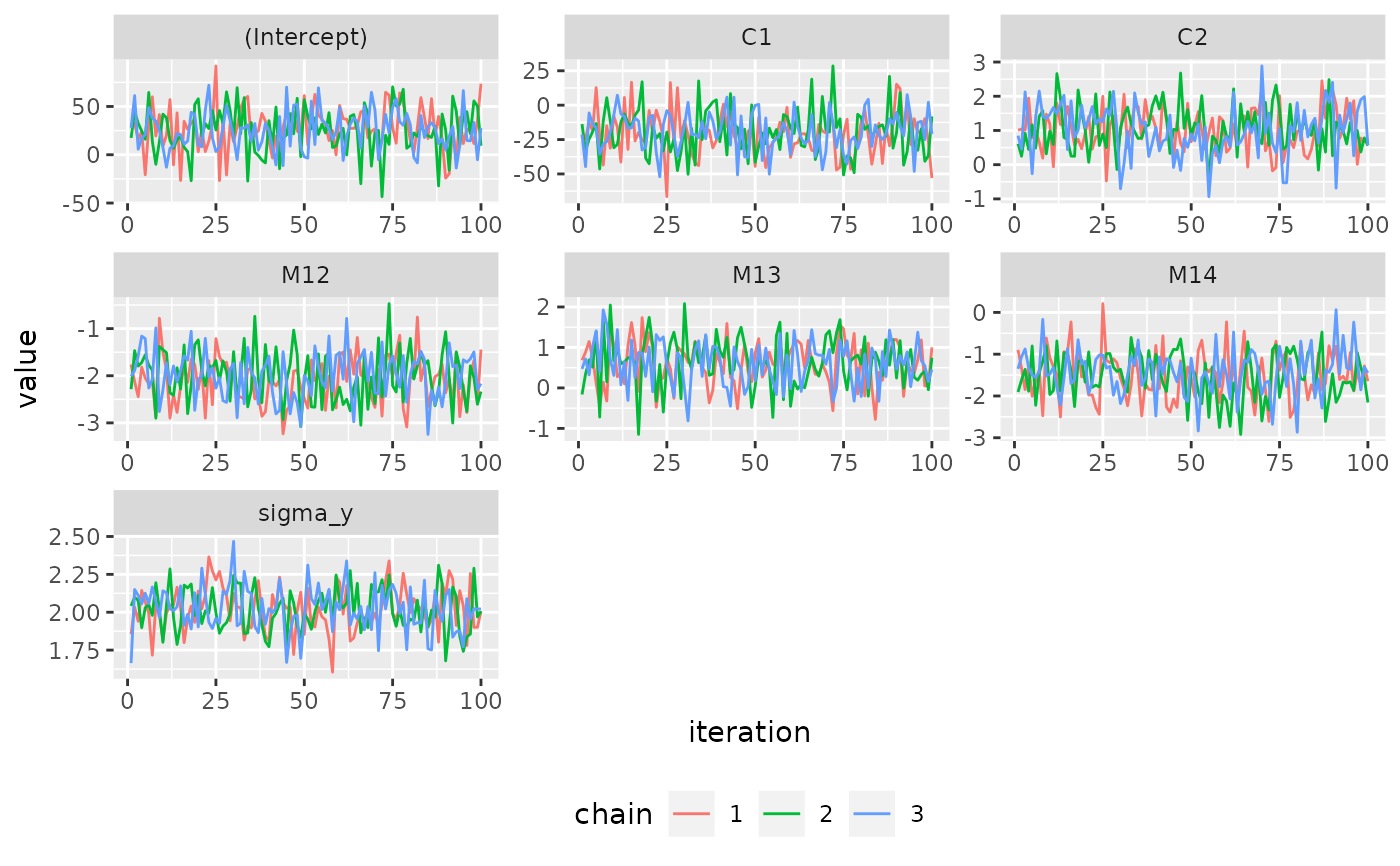 (Intercept) C1 C2
50 0 -50
25 0 -25 -50
3 2 1 0 -1
0 25 50 75 100 0 25 50 75 100 0 25 50 75 100
M12 M13 M14
-1 -2 -3
2 1 0 -1
0 -1 -2 -3
0 25 50 75 100 0 25 50 75 100 0 25 50 75 100
value
sigma_y
2.50
2.25
2.00
1.75
0 25 50 75 100
iteration
chain 1 2 3